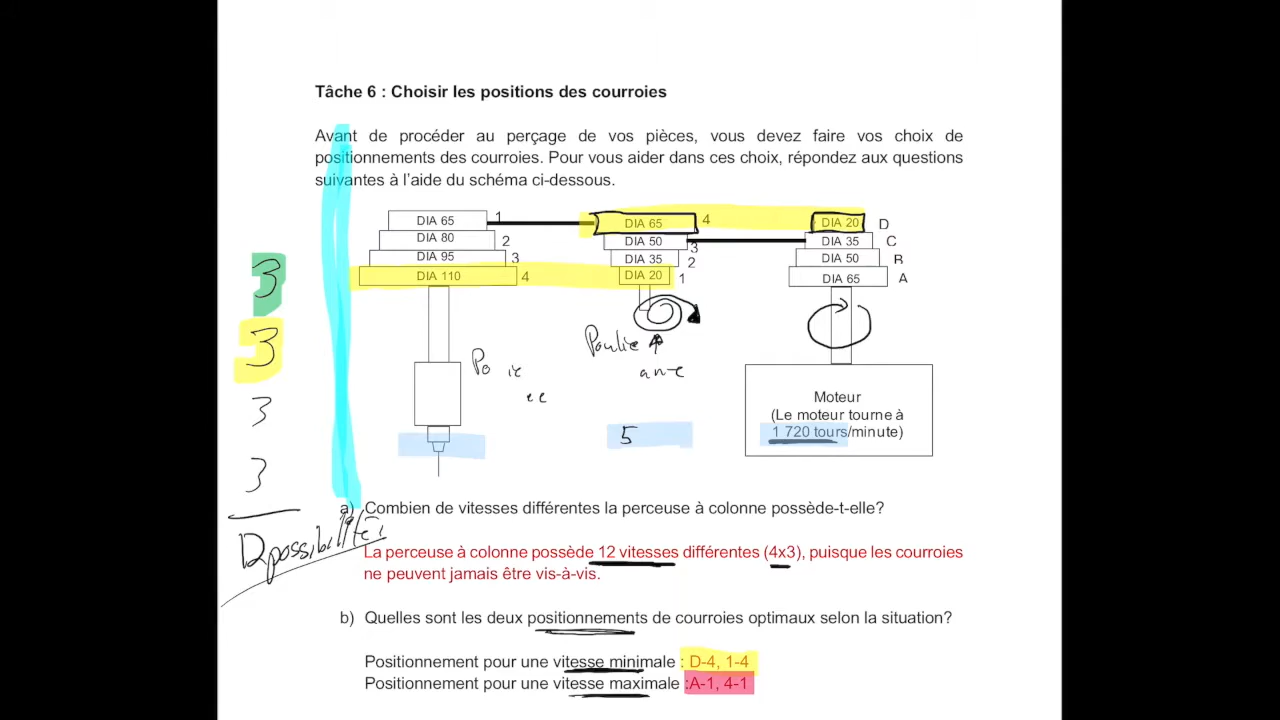 Tâche 6 : Choisir les positions des courroies
Avant de procéder au perçage de vos pièces, vous devez faire vos choix de
positionnements des courroies. Pour vous aider dans ces choix, répondez aux questions
suivantes à l'aide du schéma ci-dessous.
DIA 65 1 DIA 65 4 DIA 20 D
DIA 80 2 DIA 50 3 DIA 35 C
DIA 95 3 DIA 35 2 DIA 50 B
DIA 110 4 DIA 20 1 DIA 65 A
3
3
3
3
12 possibilités
Poulie
5
Moteur
(Le moteur tourne à
1 720 tours/minute)
a) Combien de vitesses différentes la perceuse à colonne possède-t-elle?
La perceuse à colonne possède 12 vitesses différentes (4x3), puisque les courroies
ne peuvent jamais être vis-à-vis.
b) Quelles sont les deux positionnements de courroies optimaux selon la situation?
Positionnement pour une vitesse minimale : D-4, 1-4
Positionnement pour une vitesse maximale :A-1, 4-1